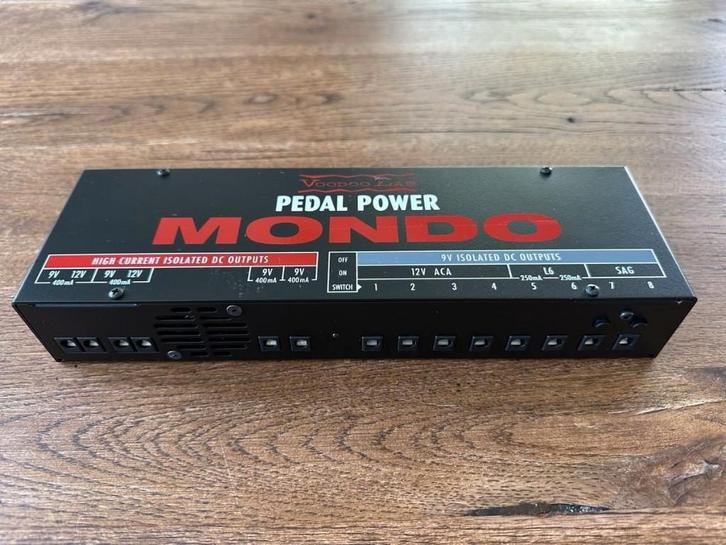 VOODOO LAB
PEDAL POWER
MONDO
HIGH CURRENT ISOLATED DC OUTPUTS
9V 12V 9V 12V 9V 9V
400mA 400mA 400mA 400mA
OFF 9V ISOLATED DC OUTPUTS
ON 12V ACA L6 SAG
250mA 250mA
SWITCH 1 2 3 4 5 6 7 8